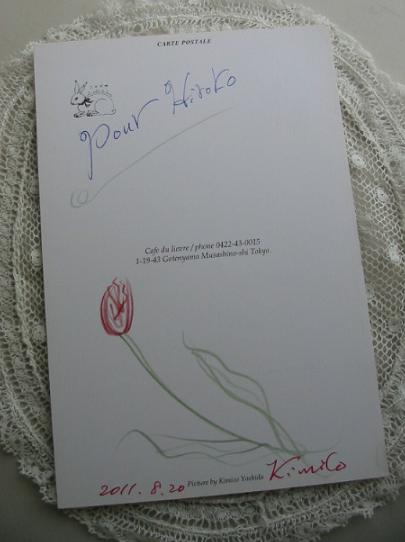 CARTE POSTALE
Pour Hiroko
Cafe du lievre / phone 0422-43-0015
1-19-43 Gotenyama Musashino-shi Tokyo.
2011. 8. 20 Picture by Kimiko Yoshida Kimiko